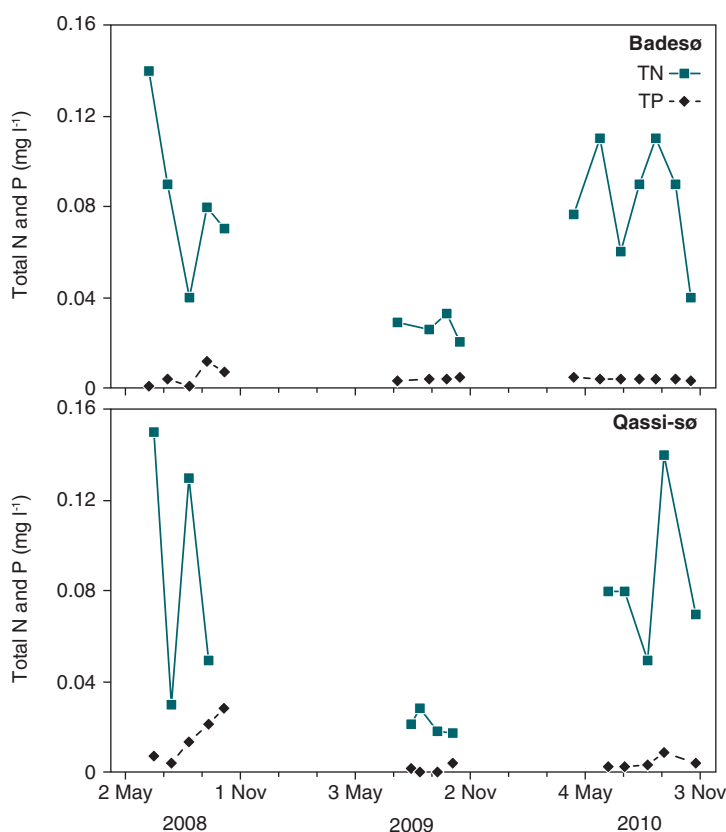 0.16
Badesø
TN
TP
0.12
0.08
0.04
0
Total N and P (mg l-1)
0.16
Qassi-sø
0.12
0.08
0.04
0
Total N and P (mg l-1)
2 May 1 Nov 3 May 2 Nov 4 May 3 Nov
2008 2009 2010